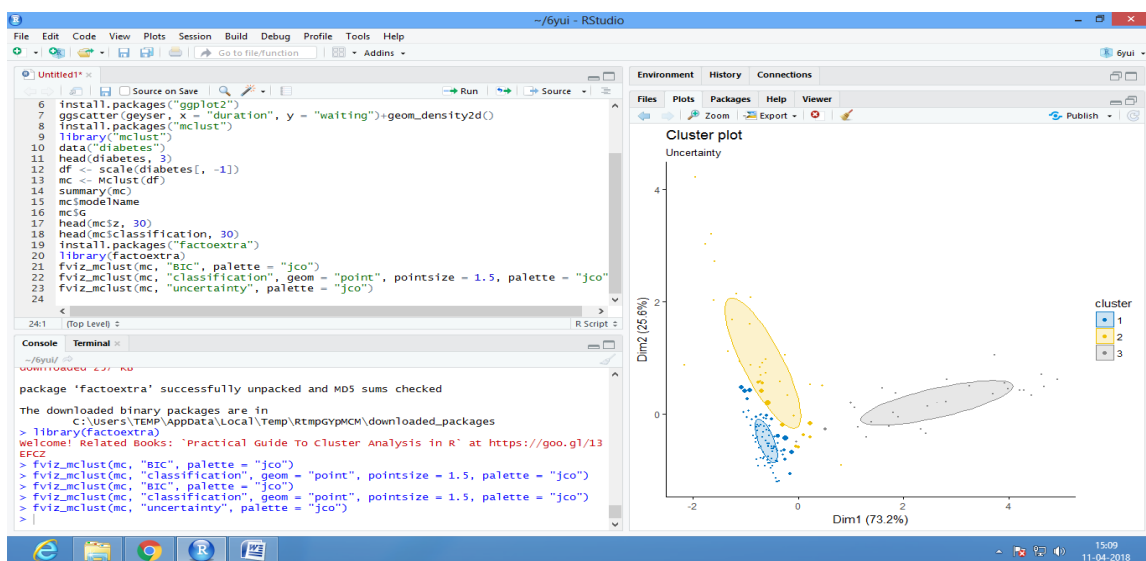 ~/6yui - RStudio
File Edit Code View Plots Session Build Debug Profile Tools Help
Go to file/function Addins 6yui
Untitled1*
Source on Save Run Source
6 install.packages("ggplot2")
7 ggscatter(geyser, x = "duration", y = "waiting")+geom_density2d()
8 install.packages("mclust")
9 library("mclust")
10 data("diabetes")
11 head(diabetes, 3)
12 df <- scale(diabetes[, -1])
13 mc <- Mclust(df)
14 summary(mc)
15 mc$modelName
16 mc$G
17 head(mc$z, 30)
18 head(mc$classification, 30)
19 install.packages("factoextra")
20 library(factoextra)
21 fviz_mclust(mc, "BIC", palette = "jco")
22 fviz_mclust(mc, "classification", geom = "point", pointsize = 1.5, palette = "jco"
23 fviz_mclust(mc, "uncertainty", palette = "jco")
24
24:1 (Top Level) R Script
Console Terminal
~/6yui/
downloaded 257 KB
package ‘factoextra’ successfully unpacked and MD5 sums checked
The downloaded binary packages are in
C:\Users\TEMP\AppData\Local\Temp\RtmpGYpMCM\downloaded_packages
> library(factoextra)
Welcome! Related Books: `Practical Guide To Cluster Analysis in R` at https://goo.gl/13
EFCZ
> fviz_mclust(mc, "BIC", palette = "jco")
> fviz_mclust(mc, "classification", geom = "point", pointsize = 1.5, palette = "jco")
> fviz_mclust(mc, "BIC", palette = "jco")
> fviz_mclust(mc, "classification", geom = "point", pointsize = 1.5, palette = "jco")
> fviz_mclust(mc, "uncertainty", palette = "jco")
>
Environment History Connections
Files Plots Packages Help Viewer
Zoom Export Publish
Cluster plot
Uncertainty
4
2
0
Dim2 (25.6%)
-2 0 2 4
Dim1 (73.2%)
cluster
1
2
3
15:09
11-04-2018